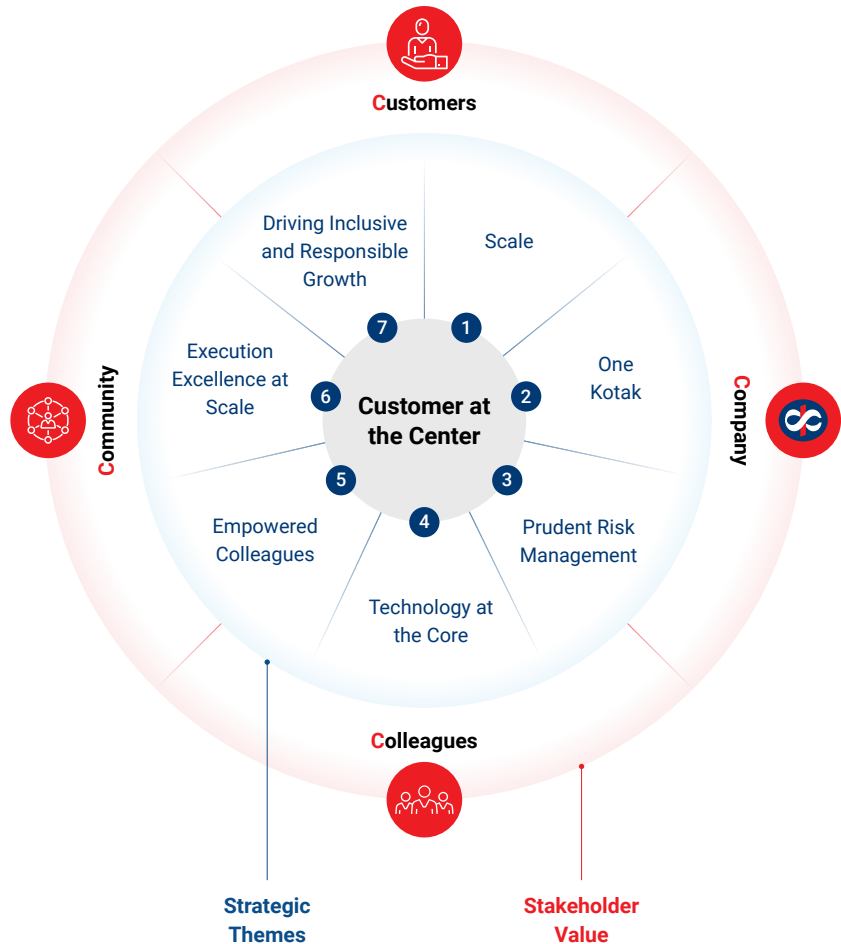 Customers
Driving Inclusive
and Responsible
Growth
Scale
7
1
Execution
Excellence at
Scale
6
Customer at
the Center
2
One
Kotak
Community
Company
5
3
4
Empowered
Colleagues
Prudent Risk
Management
Technology at
the Core
Colleagues
Strategic
Themes
Stakeholder
Value